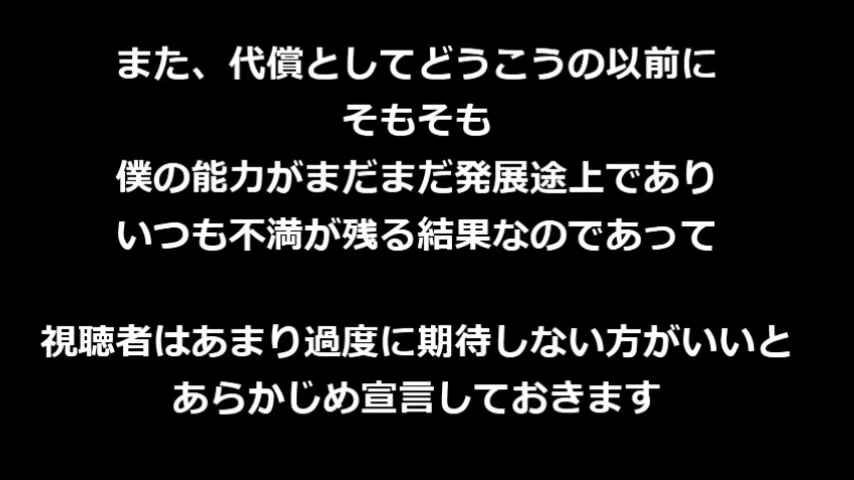 また、代償としてどうこうの以前に
そもそも
僕の能力がまだまだ発展途上であり
いつも不満が残る結果なのであって
視聴者はあまり過度に期待しない方がいいと
あらかじめ宣言しておきます